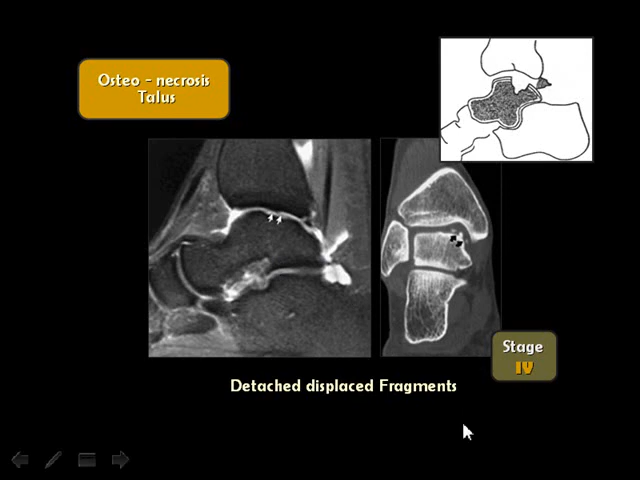 Osteo - necrosis
Talus
Stage
IV
Detached displaced Fragments